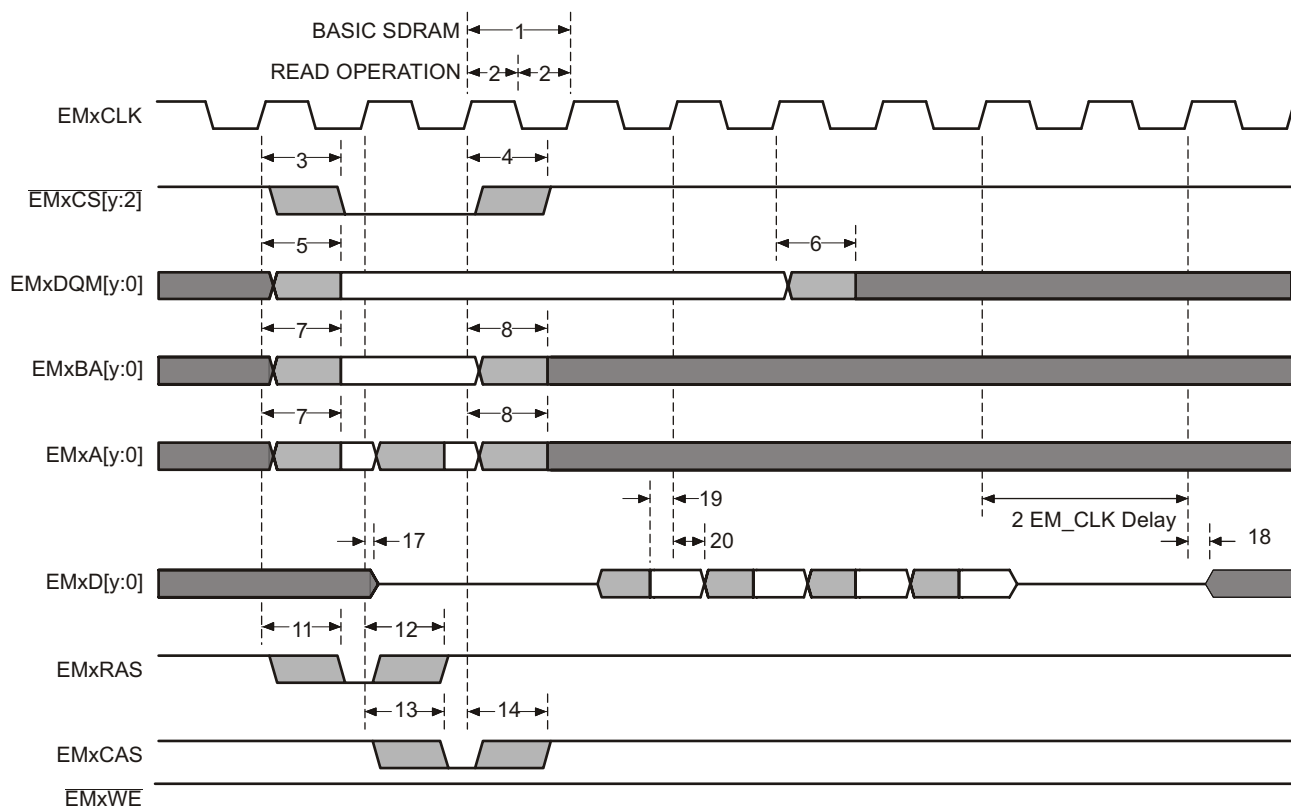 BASIC SDRAM
1
READ OPERATION
2 2
EMxCLK
3 4
EMxCS[y:2]
5 6
EMxDQM[y:0]
7 8
EMxBA[y:0]
7 8
EMxA[y:0]
19
2 EM_CLK Delay
17 20 18
EMxD[y:0]
11 12
EMxRAS
13 14
EMxCAS
EMxWE